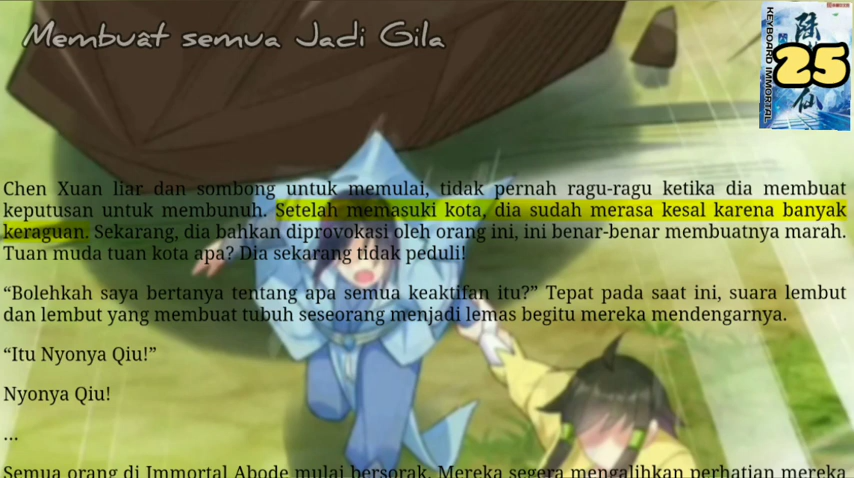 Membuat semua Jadi Gila
KEYBOARD IMMORTAL
25
Chen Xuan liar dan sombong untuk memulai, tidak pernah ragu-ragu ketika dia membuat
keputusan untuk membunuh. Setelah memasuki kota, dia sudah merasa kesal karena banyak
keraguan. Sekarang, dia bahkan diprovokasi oleh orang ini, ini benar-benar membuatnya marah.
Tuan muda tuan kota apa? Dia sekarang tidak peduli!
“Bolehkah saya bertanya tentang apa semua keaktifan itu?” Tepat pada saat ini, suara lembut
dan lembut yang membuat tubuh seseorang menjadi lemas begitu mereka mendengarnya.
“Itu Nyonya Qiu!”
Nyonya Qiu!
…
Semua orang di Immortal Abode mulai bersorak. Mereka segera mengalihkan perhatian mereka